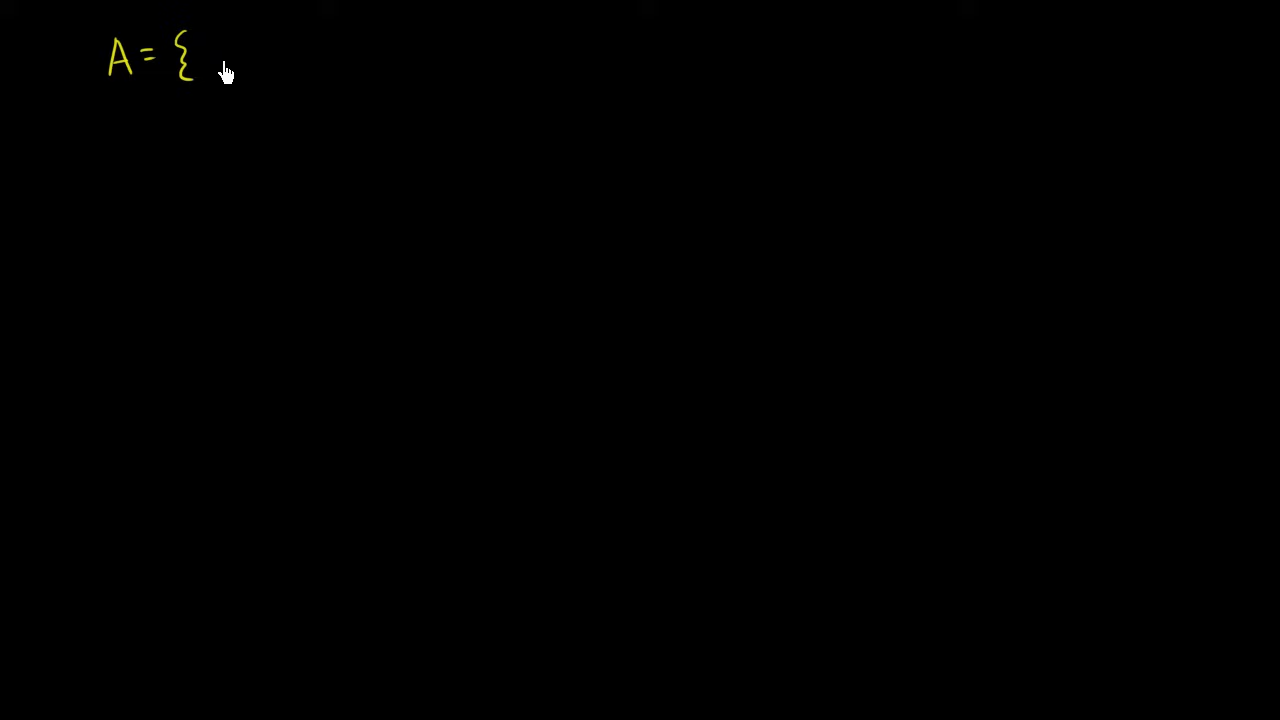 A = {